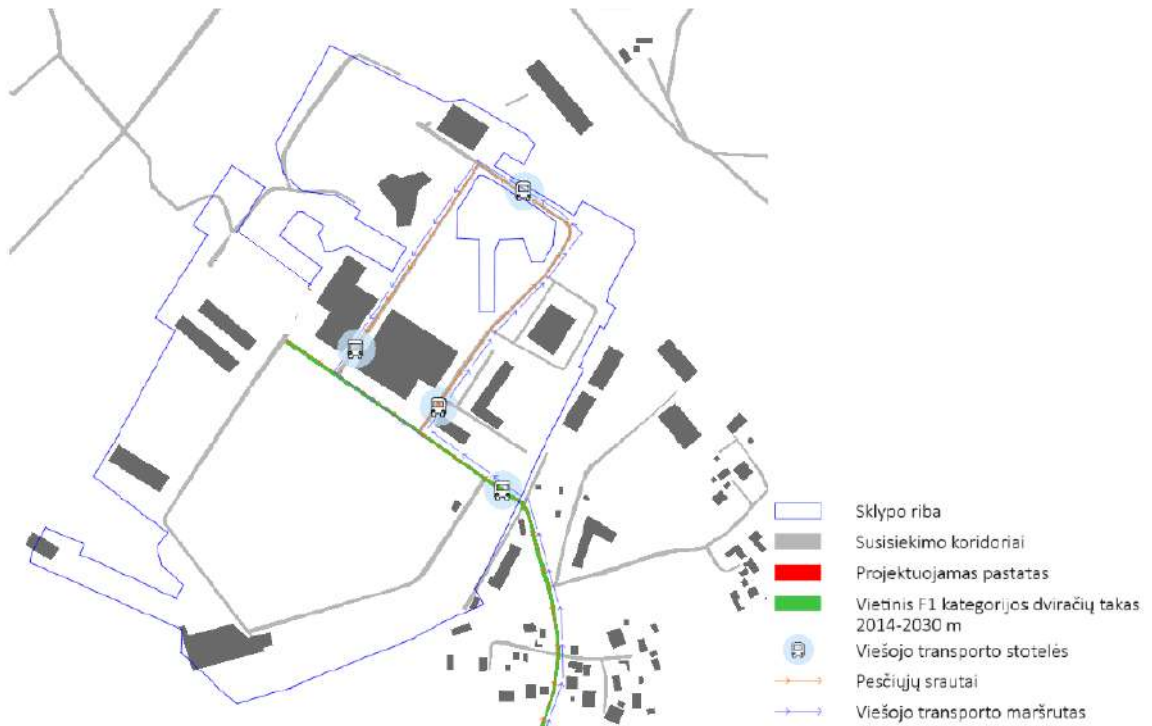 Sklypo riba
Susisiekimo koridoriai
Projektuojamas pastatas
Vietinis F1 kategorijos dviračių takas
2014-2030 m
Viešojo transporto stotelės
Pesčiųjų srautai
Viešojo transporto maršrutas